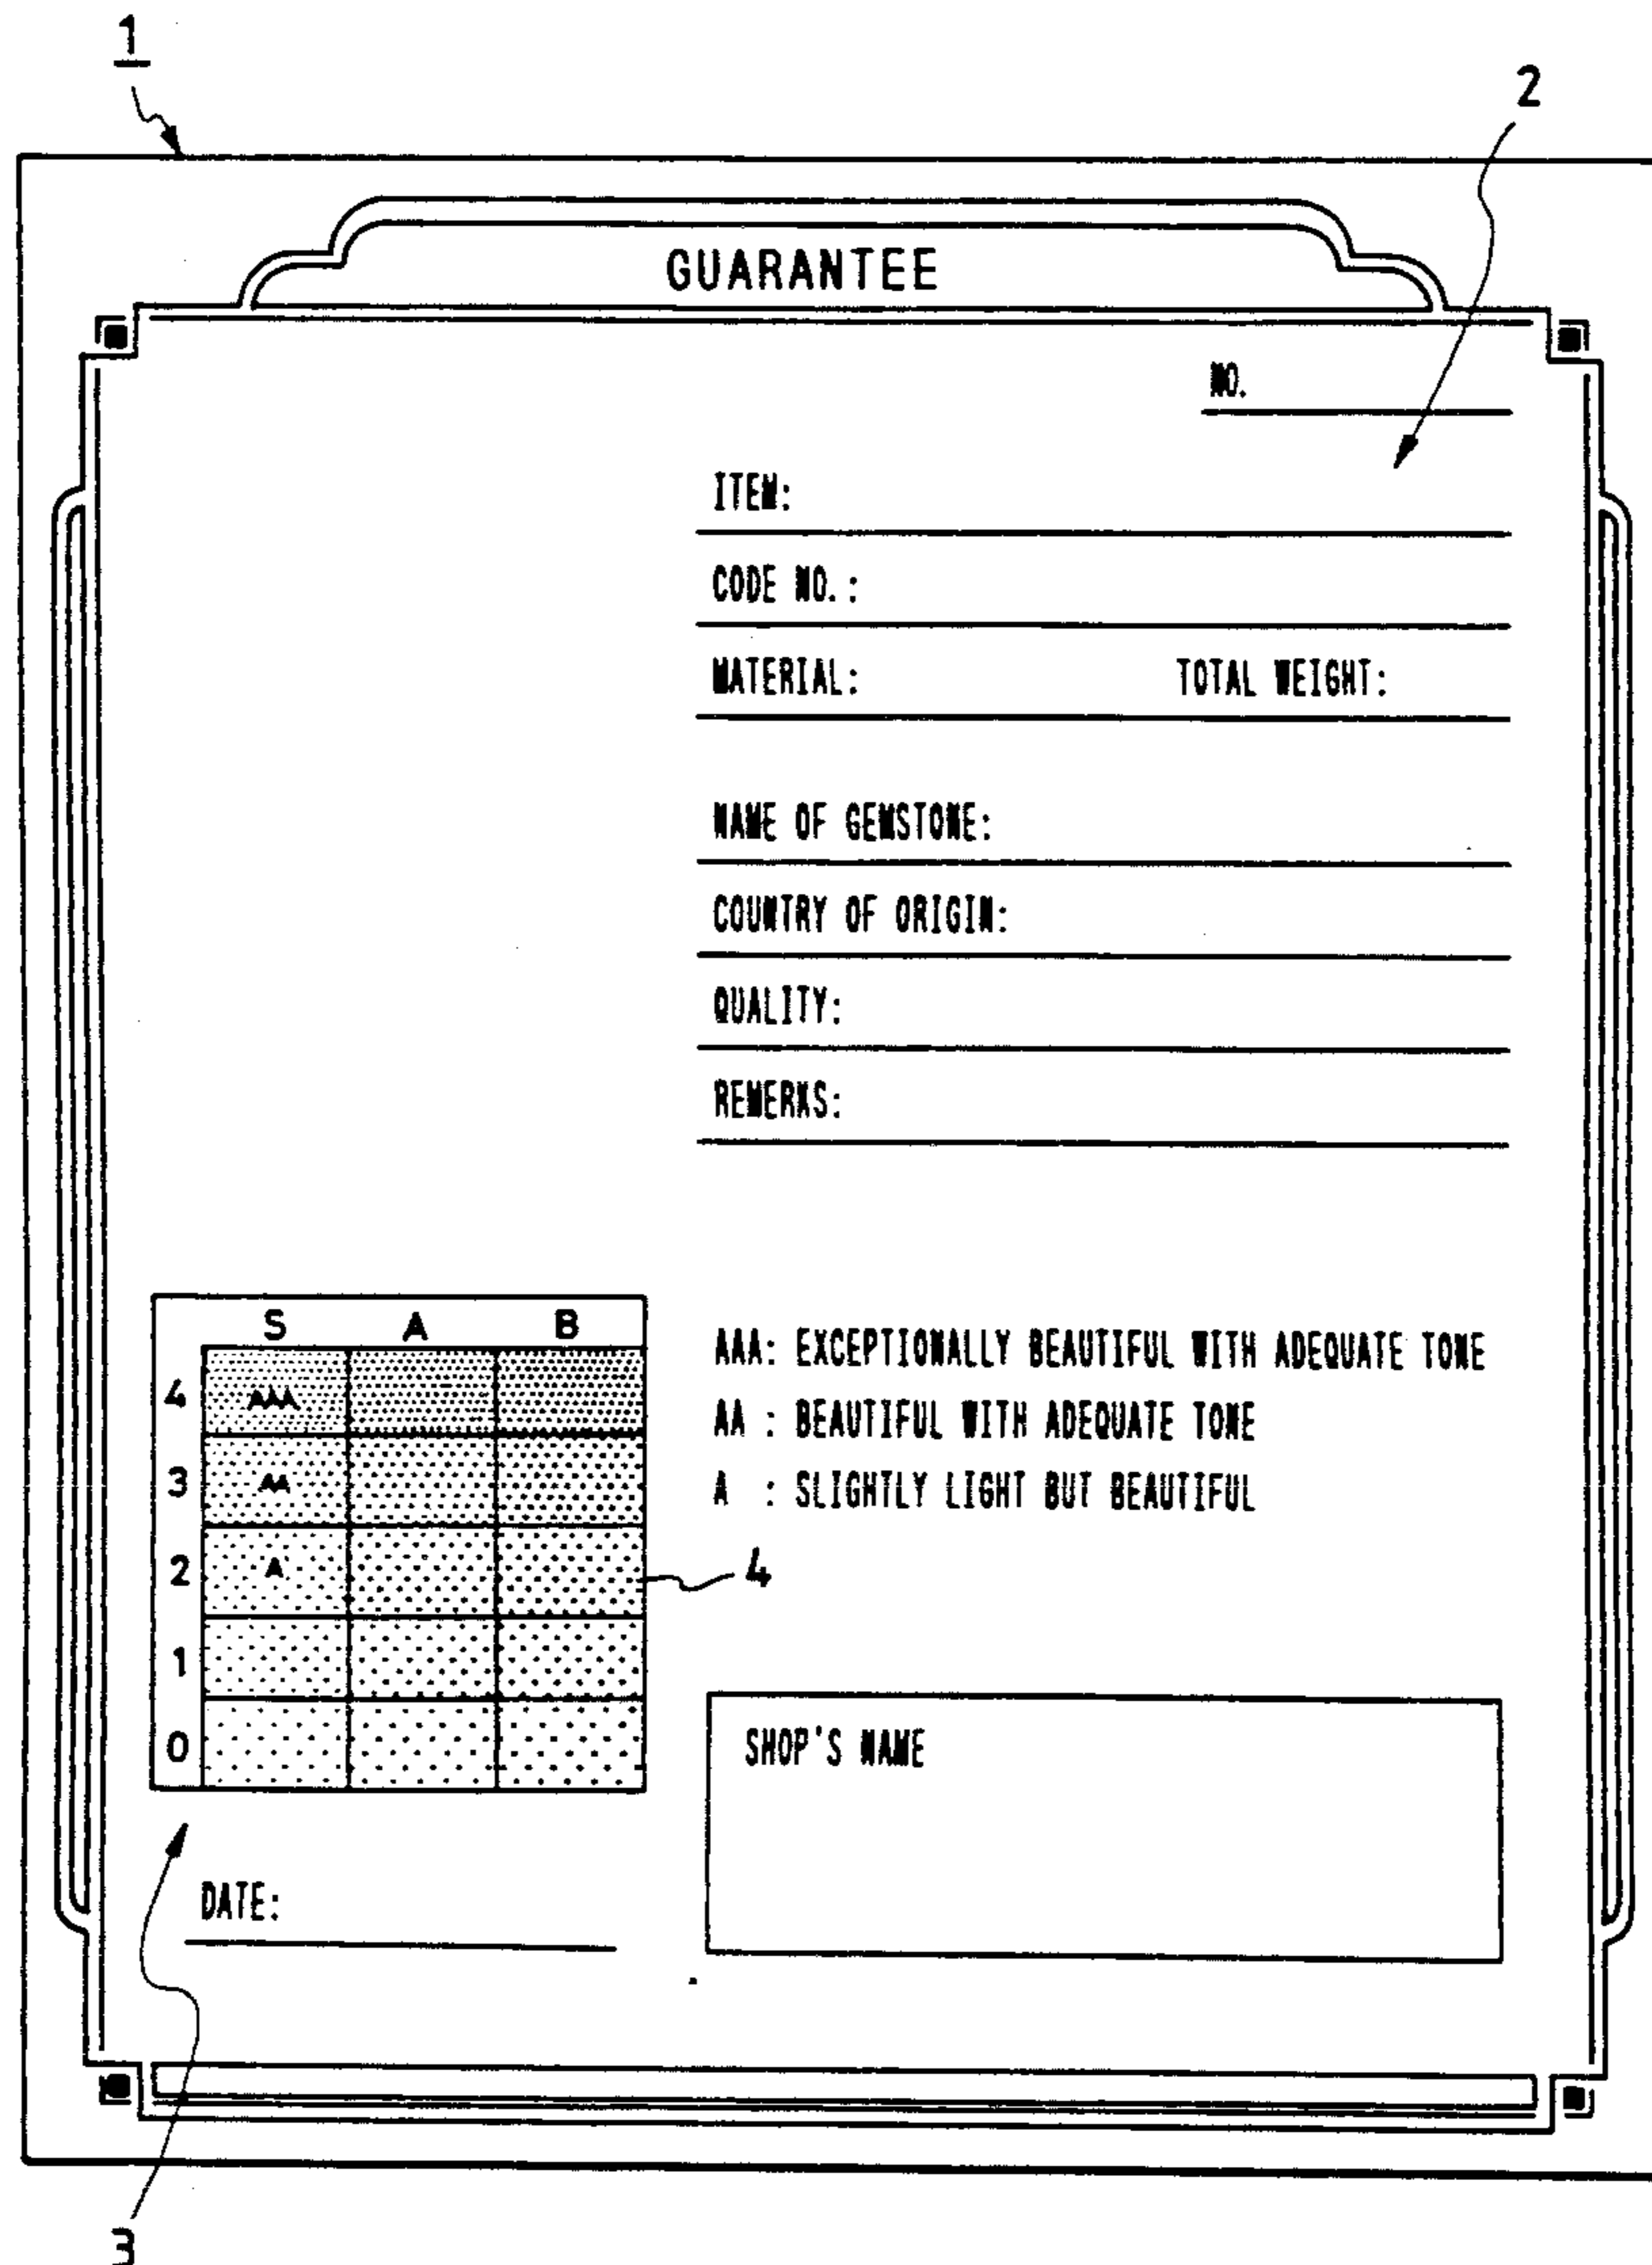 1
2
GUARANTEE
NO.
ITEM:
CODE NO.:
MATERIAL: TOTAL WEIGHT:
NAME OF GEMSTONE:
COUNTRY OF ORIGIN:
QUALITY:
REMERKS:
S A B
4 AAA
3 AA
2 A
1
0
4
AAA: EXCEPTIONALLY BEAUTIFUL WITH ADEQUATE TONE
AA : BEAUTIFUL WITH ADEQUATE TONE
A : SLIGHTLY LIGHT BUT BEAUTIFUL
SHOP'S NAME
DATE:
3